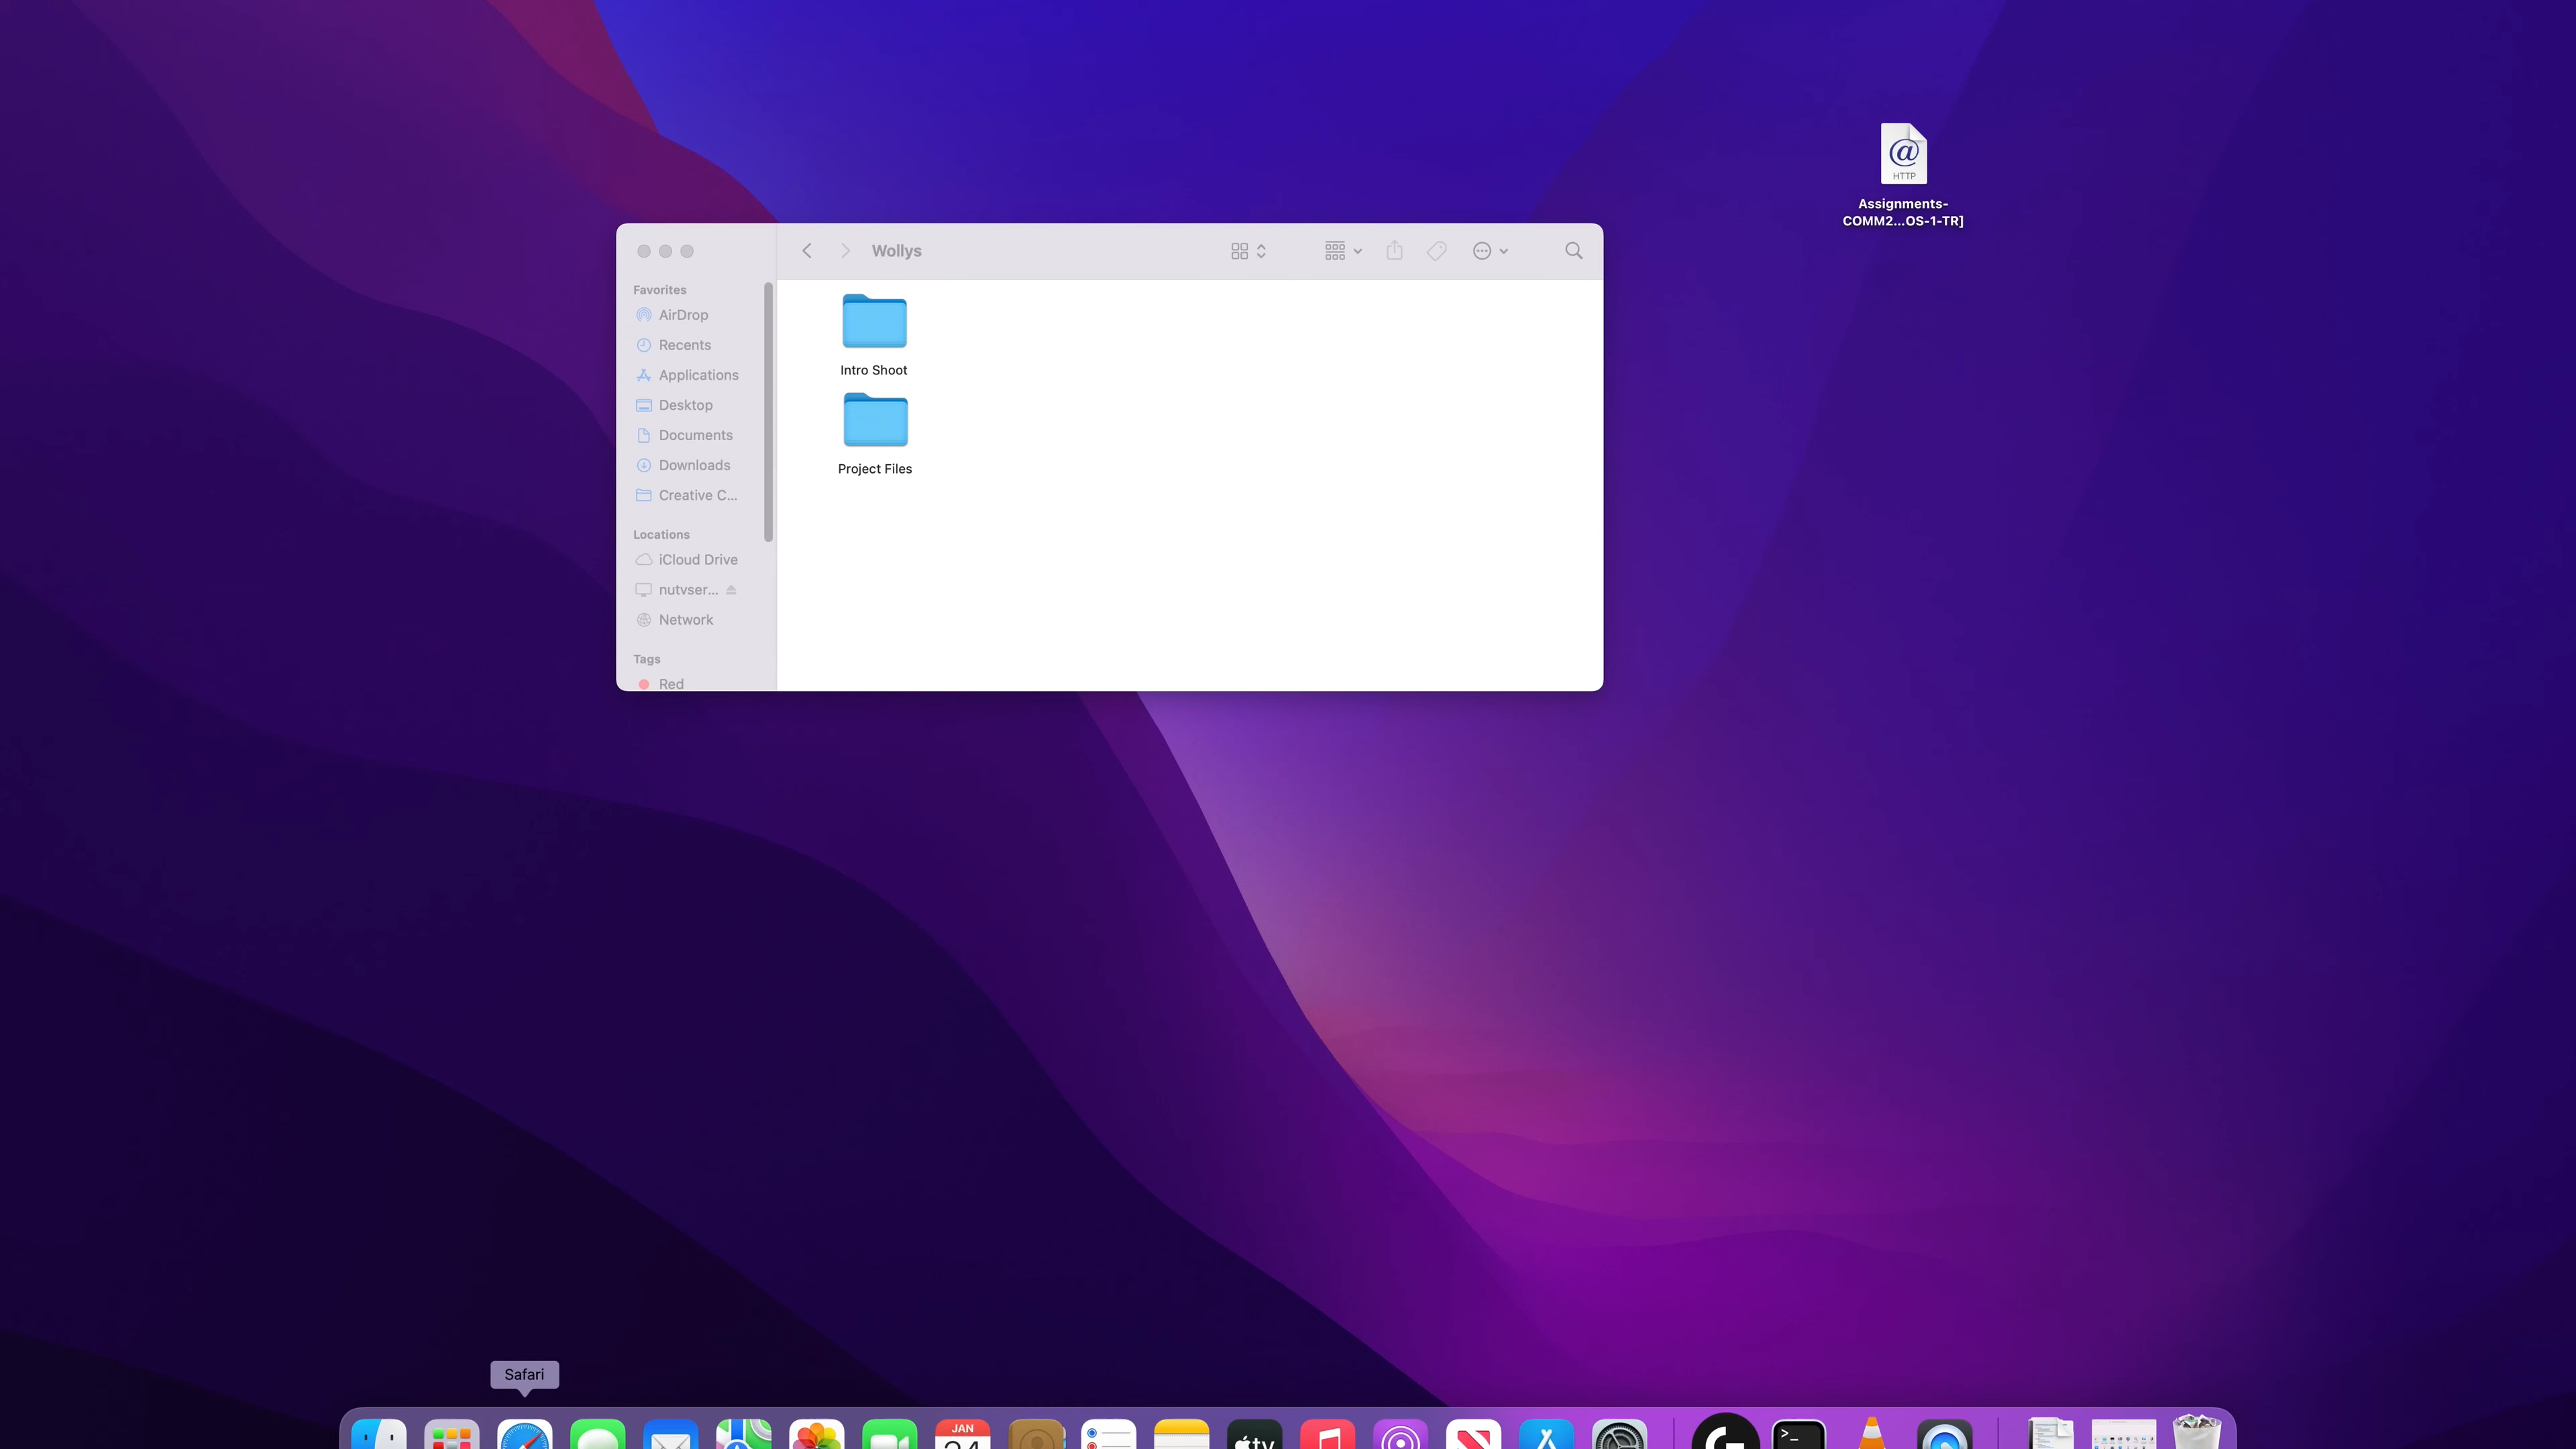 HTTP
Assignments-
COMM2...OS-1-TR]
Wollys
Favorites
AirDrop
Recents
Applications
Desktop
Documents
Downloads
Creative C...
Locations
iCloud Drive
nutvser...
Network
Tags
Red
Intro Shoot
Project Files
Safari
JAN
tv
>_